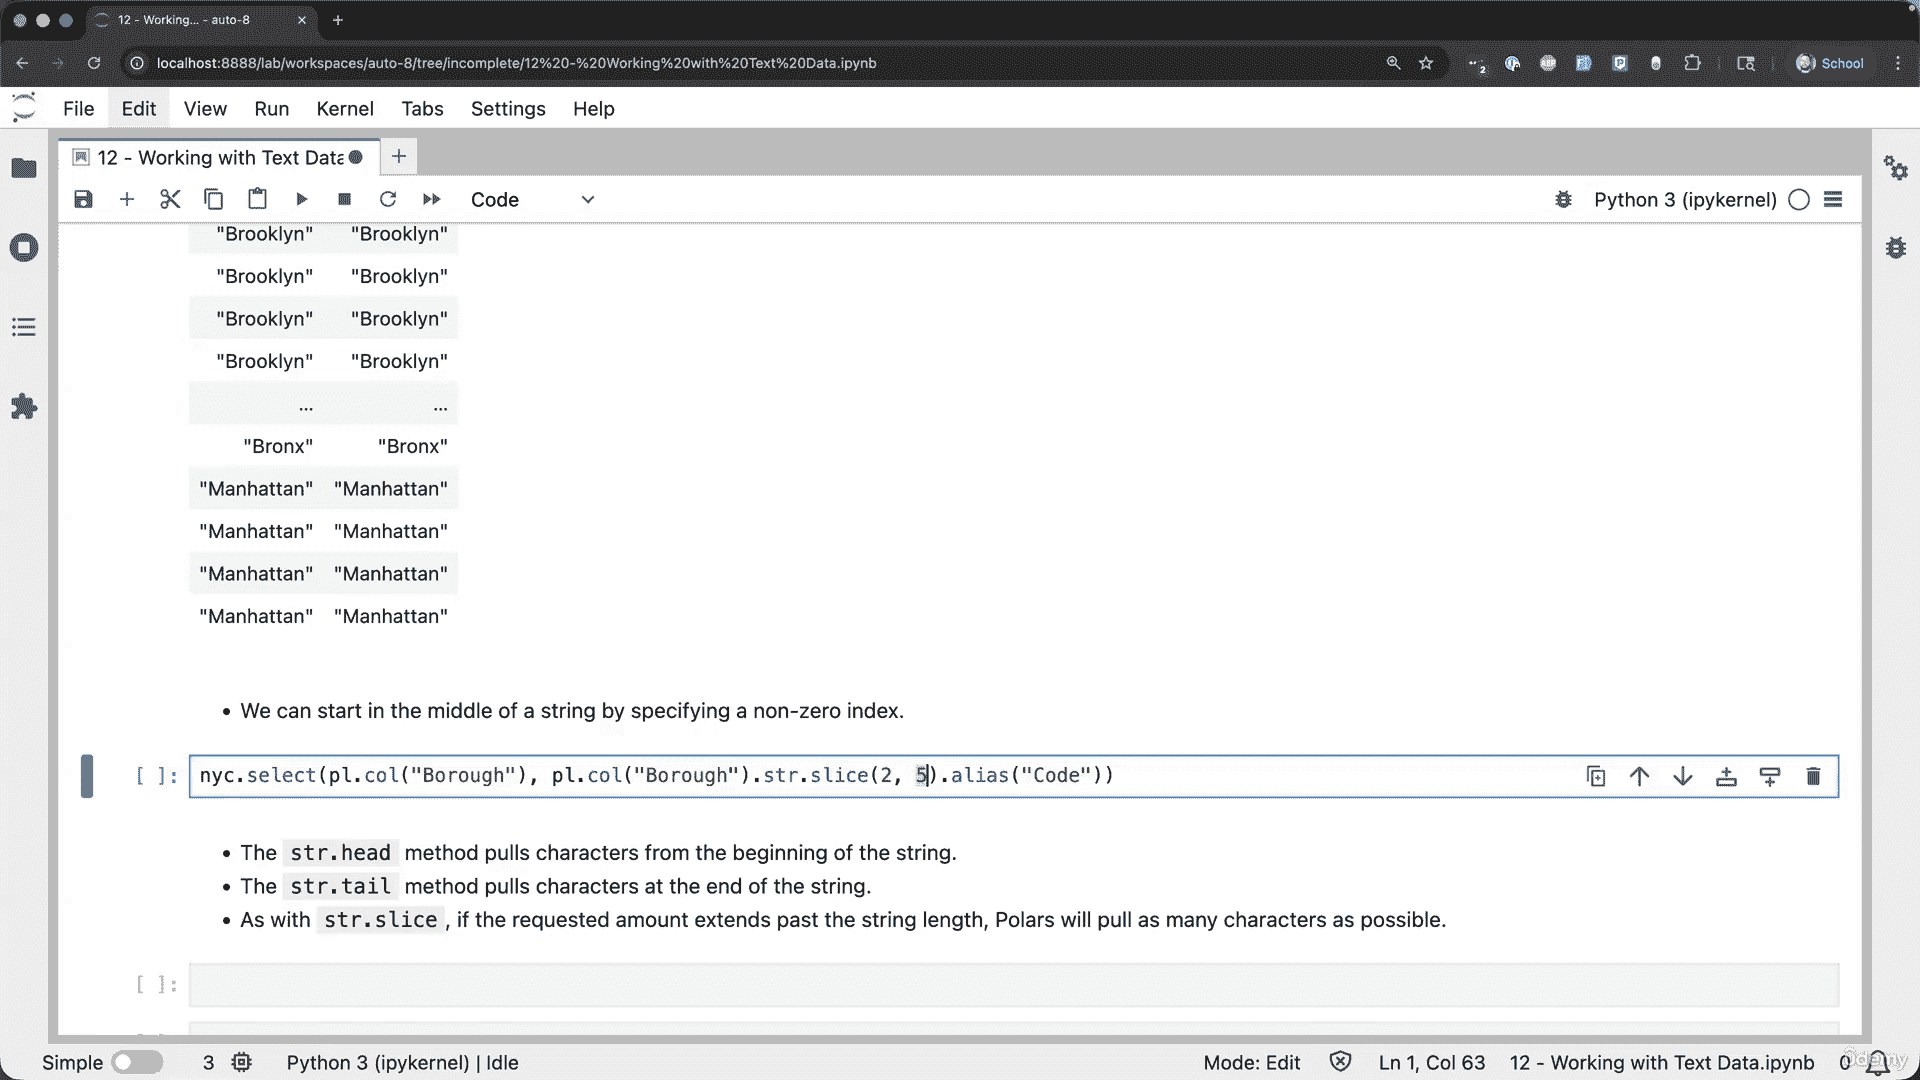 12 - Working... - auto-8
localhost:8888/lab/workspaces/auto-8/tree/incomplete/12%20-%20Working%20with%20Text%20Data.ipynb
2
ABP
School
File Edit View Run Kernel Tabs Settings Help
12 - Working with Text Data
Code
Python 3 (ipykernel)
"Brooklyn" "Brooklyn"
"Brooklyn" "Brooklyn"
"Brooklyn" "Brooklyn"
"Brooklyn" "Brooklyn"
... ...
"Bronx" "Bronx"
"Manhattan" "Manhattan"
"Manhattan" "Manhattan"
"Manhattan" "Manhattan"
"Manhattan" "Manhattan"
• We can start in the middle of a string by specifying a non-zero index.
[ ]: nyc.select(pl.col("Borough"), pl.col("Borough").str.slice(2, 5).alias("Code"))
• The str.head method pulls characters from the beginning of the string.
• The str.tail method pulls characters at the end of the string.
• As with str.slice , if the requested amount extends past the string length, Polars will pull as many characters as possible.
[ ]:
Simple 3 Python 3 (ipykernel) | Idle Mode: Edit Ln 1, Col 63 12 - Working with Text Data.ipynb 0